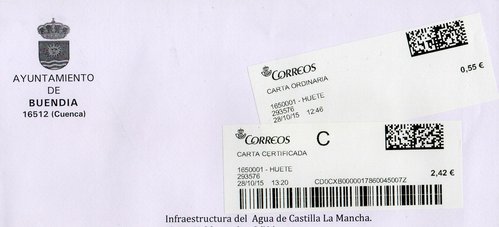 AYUNTAMIENTO
DE
BUENDIA
16512 (Cuenca)
CORREOS
CARTA ORDINARIA
0,55 €
1650001 - HUETE
293576
28/10/15 12:46
CORREOS
C
CARTA CERTIFICADA
1650001 - HUETE
293576
28/10/15 13:20
CD0CXB0000017860045007Z
2,42 €
Infraestructura del Agua de Castilla La Mancha.